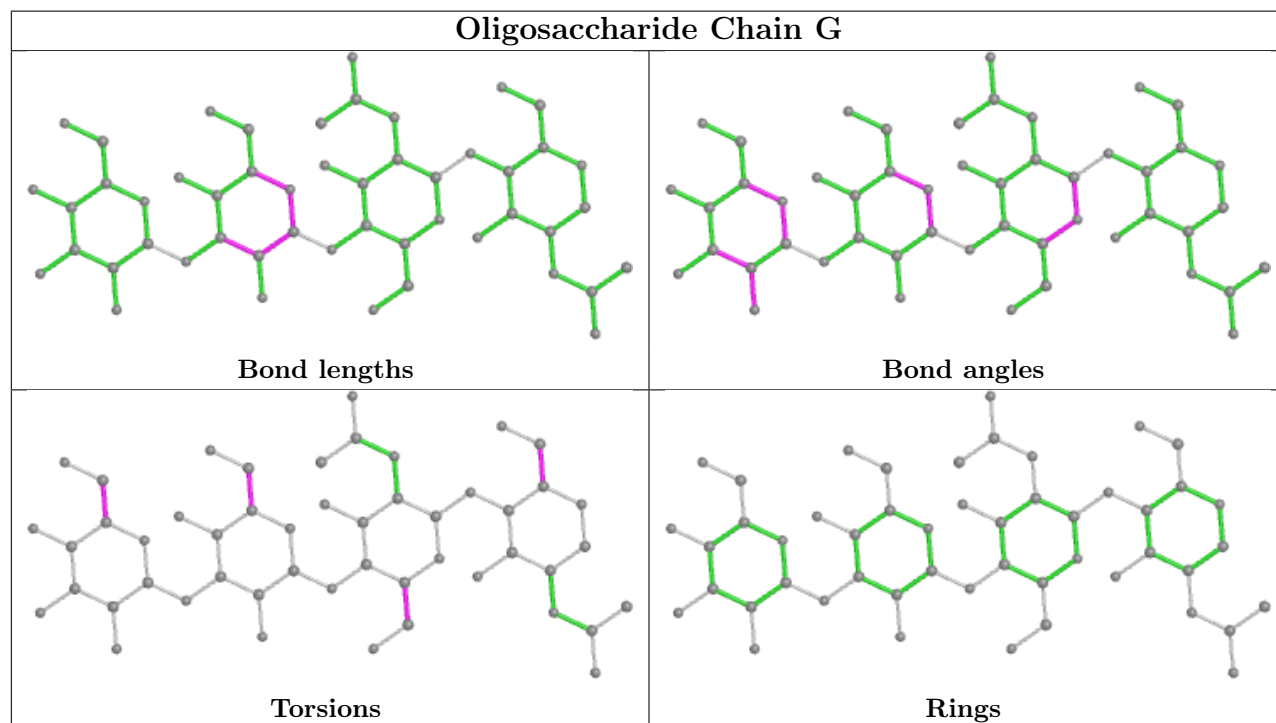 Oligosaccharide Chain G
Bond lengths
Bond angles
Torsions
Rings